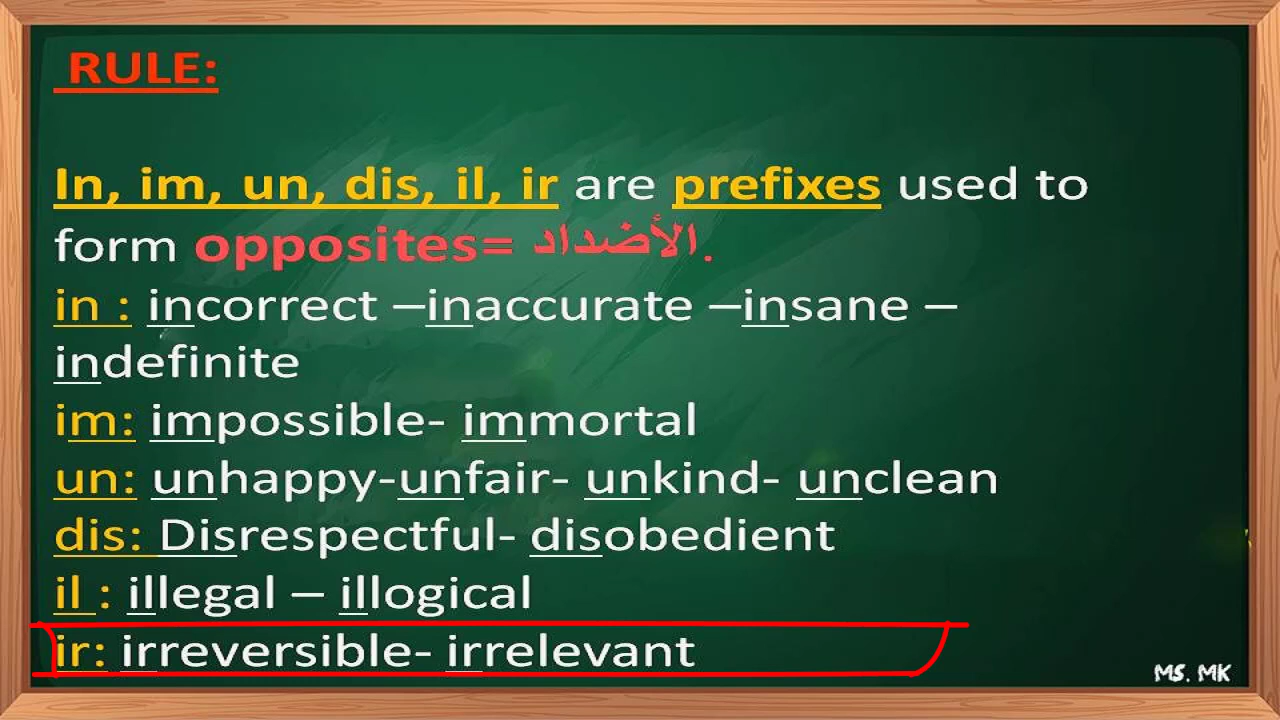 RULE:
In, im, un, dis, il, ir are prefixes used to
form opposites= الأضداد.
in : incorrect –inaccurate –insane –
indefinite
im: impossible- immortal
un: unhappy-unfair- unkind- unclean
dis: Disrespectful- disobedient
il : illegal – illogical
ir: irreversible- irrelevant
MS. MK